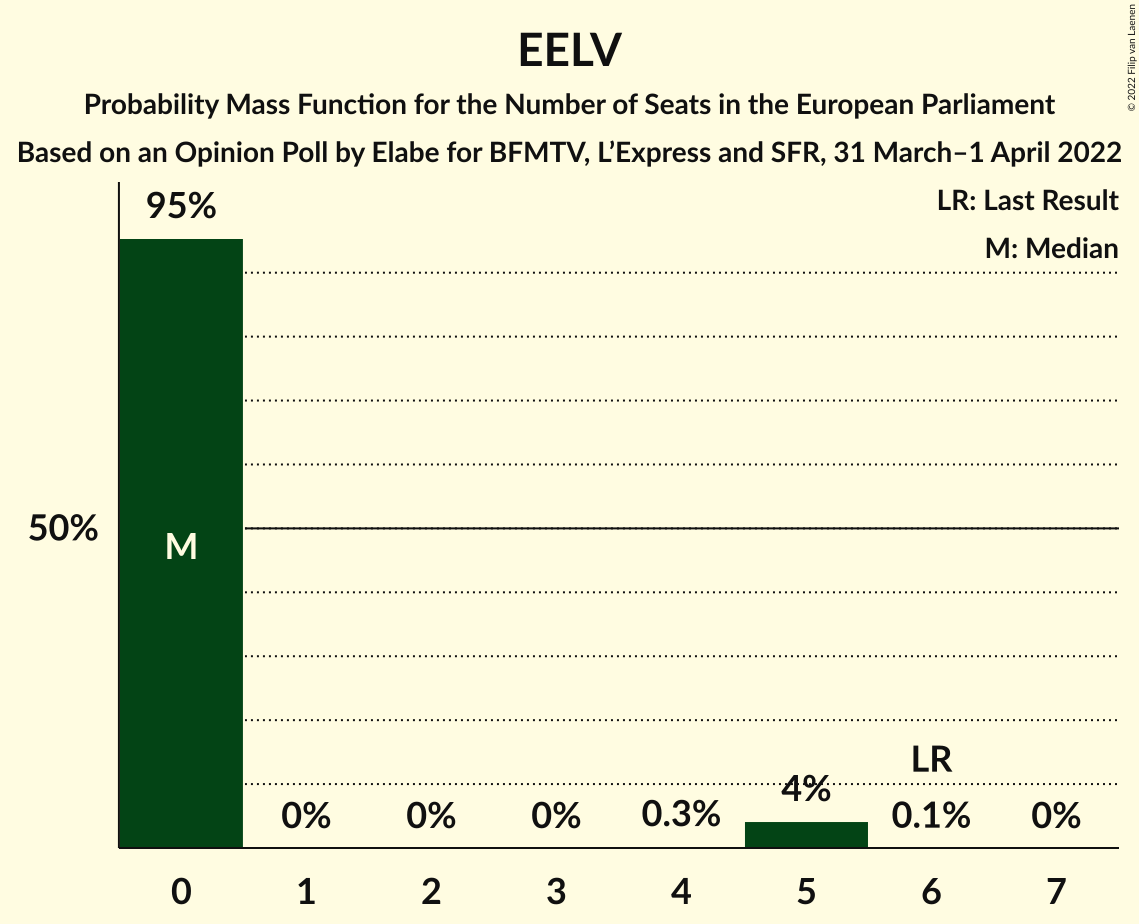 EELV
Probability Mass Function for the Number of Seats in the European Parliament
Based on an Opinion Poll by Elabe for BFMTV, L’Express and SFR, 31 March–1 April 2022
© 2022 Filip van Laenen
LR: Last Result
M: Median
95%
50%
M
LR
0% 0% 0% 0.3% 4% 0.1% 0%
0 1 2 3 4 5 6 7